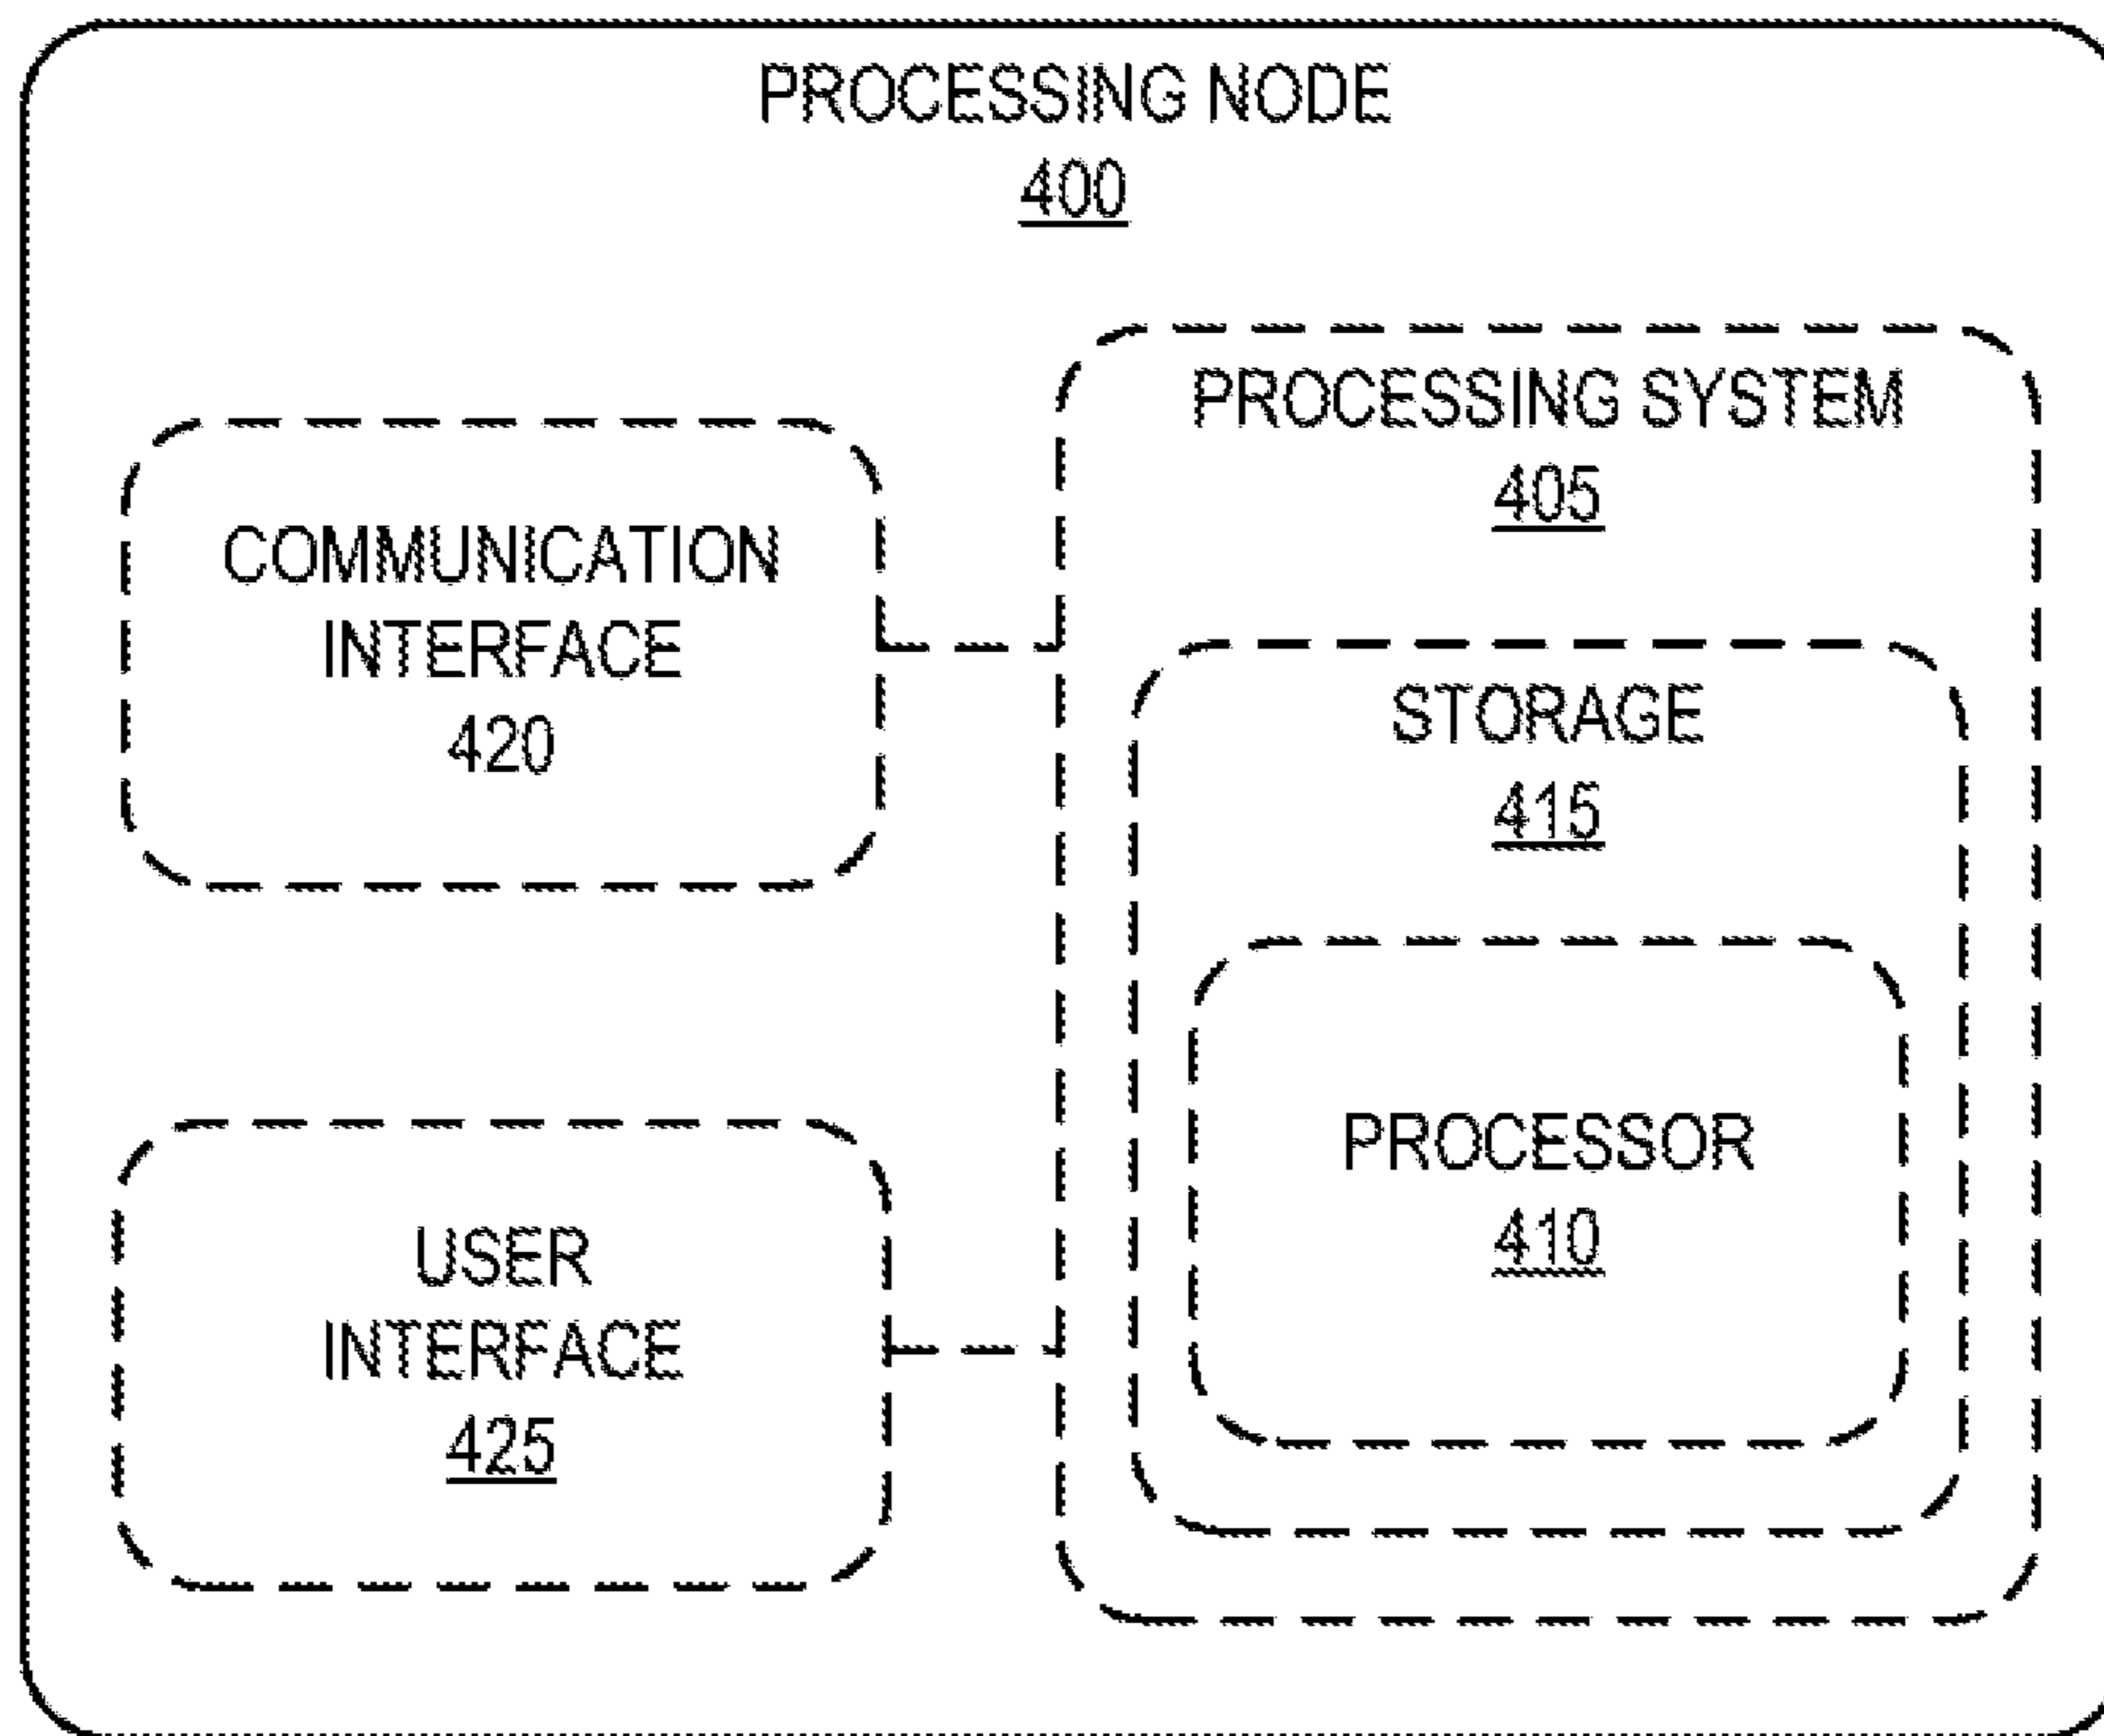 PROCESSING NODE
400
PROCESSING SYSTEM
405
COMMUNICATION
INTERFACE
420
STORAGE
415
PROCESSOR
410
USER
INTERFACE
425